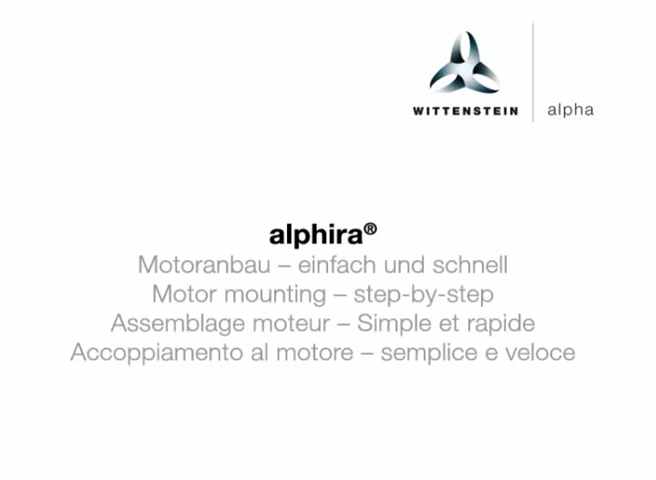 WITTENSTEIN
alpha
alphira®
Motoranbau – einfach und schnell
Motor mounting – step-by-step
Assemblage moteur – Simple et rapide
Accoppiamento al motore – semplice e veloce